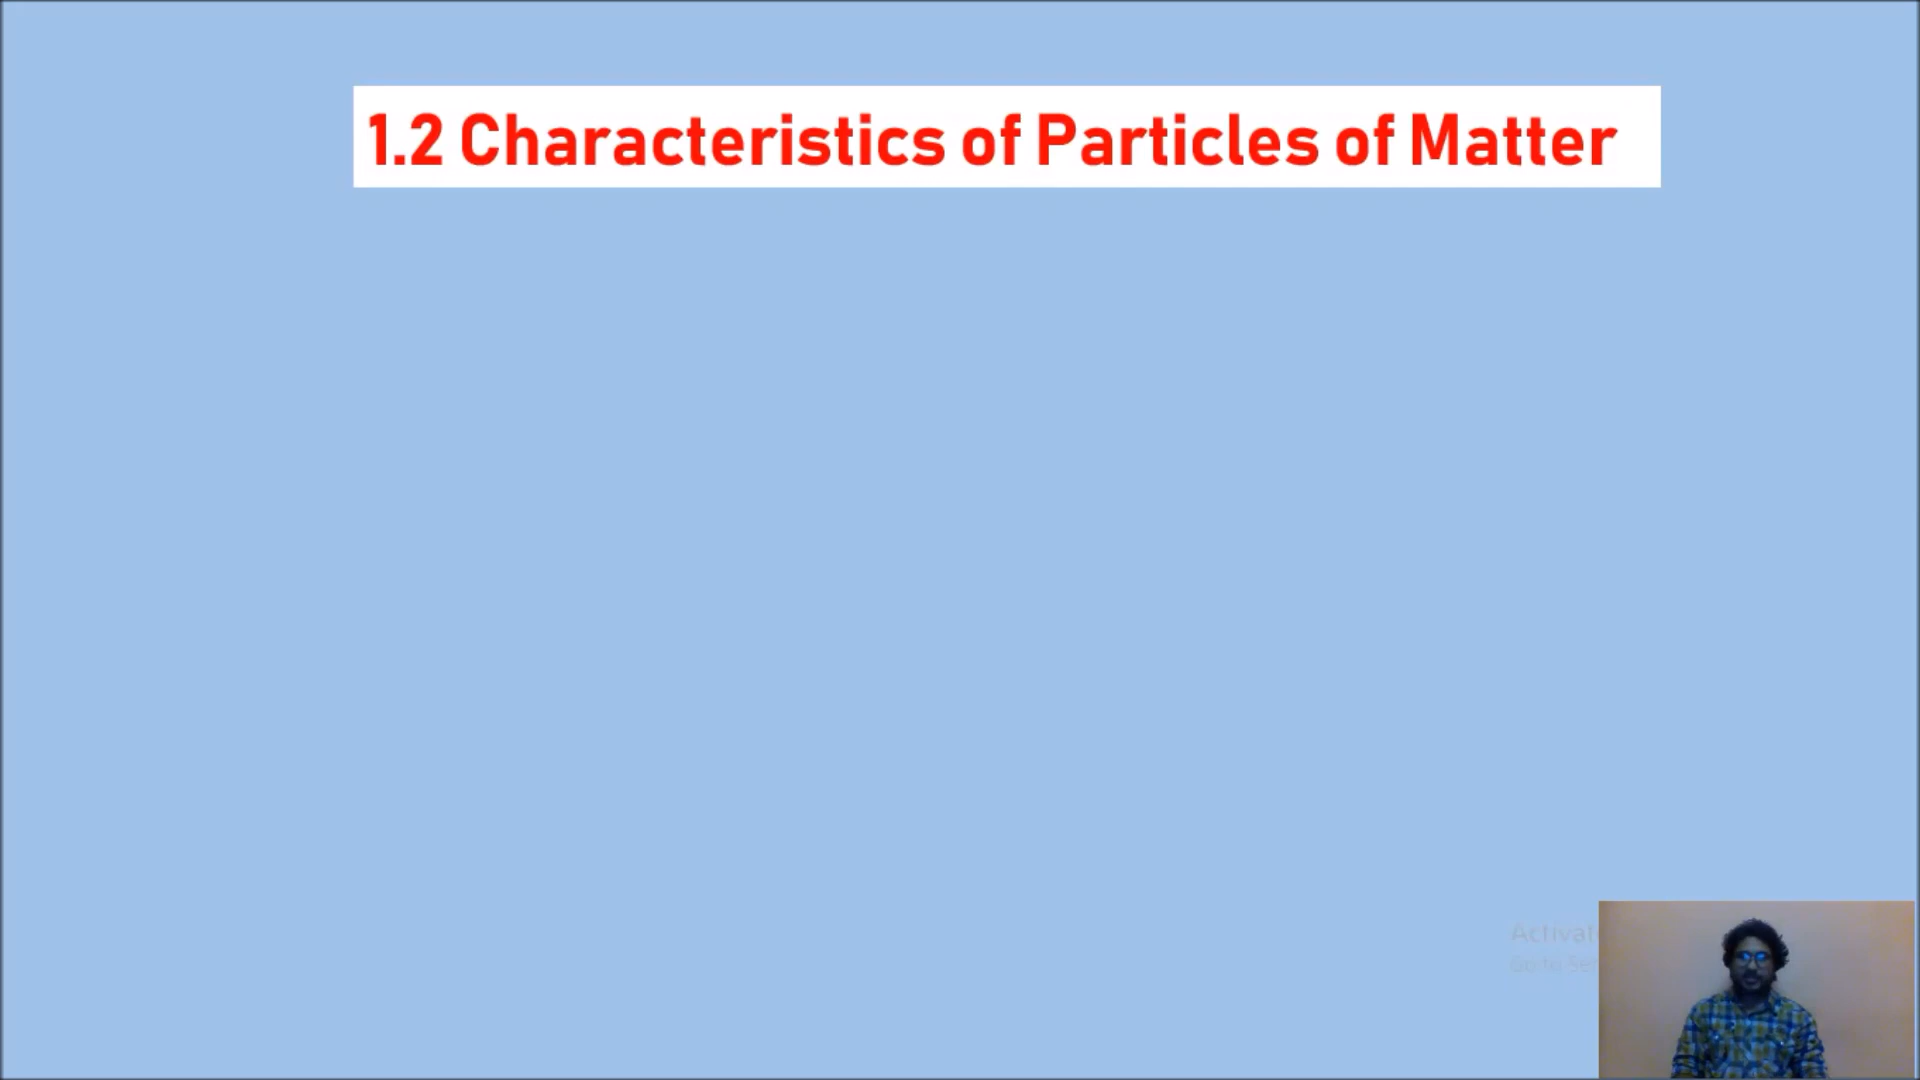 1.2 Characteristics of Particles of Matter